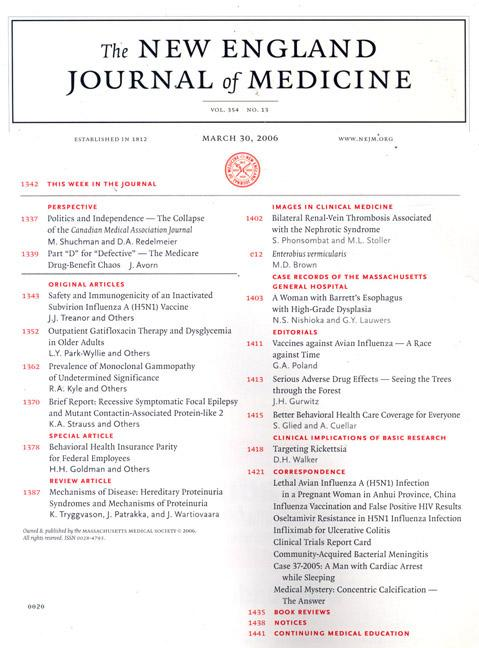 The NEW ENGLAND
JOURNAL of MEDICINE
VOL. 354 NO. 13
ESTABLISHED IN 1812
MARCH 30, 2006
WWW.NEJM.ORG
1342 THIS WEEK IN THE JOURNAL
PERSPECTIVE
1337 Politics and Independence — The Collapse
of the Canadian Medical Association Journal
M. Shuchman and D.A. Redelmeier
1339 Part “D” for “Defective” — The Medicare
Drug-Benefit Chaos J. Avorn
ORIGINAL ARTICLES
1343 Safety and Immunogenicity of an Inactivated
Subvirion Influenza A (H5N1) Vaccine
J.J. Treanor and Others
1352 Outpatient Gatifloxacin Therapy and Dysglycemia
in Older Adults
L.Y. Park-Wyllie and Others
1362 Prevalence of Monoclonal Gammopathy
of Undetermined Significance
R.A. Kyle and Others
1370 Brief Report: Recessive Symptomatic Focal Epilepsy
and Mutant Contactin-Associated Protein-like 2
K.A. Strauss and Others
SPECIAL ARTICLE
1378 Behavioral Health Insurance Parity
for Federal Employees
H.H. Goldman and Others
REVIEW ARTICLE
1387 Mechanisms of Disease: Hereditary Proteinuria
Syndromes and Mechanisms of Proteinuria
K. Tryggvason, J. Patrakka, and J. Wartiovaara
Owned & published by the MASSACHUSETTS MEDICAL SOCIETY © 2006.
All rights reserved. ISSN 0028-4793.
0020
IMAGES IN CLINICAL MEDICINE
1402 Bilateral Renal-Vein Thrombosis Associated
with the Nephrotic Syndrome
S. Phonsombat and M.L. Stoller
e12 Enterobius vermicularis
M.D. Brown
CASE RECORDS OF THE MASSACHUSETTS
GENERAL HOSPITAL
1403 A Woman with Barrett's Esophagus
with High-Grade Dysplasia
N.S. Nishioka and G.Y. Lauwers
EDITORIALS
1411 Vaccines against Avian Influenza — A Race
against Time
G.A. Poland
1413 Serious Adverse Drug Effects — Seeing the Trees
through the Forest
J.H. Gurwitz
1415 Better Behavioral Health Care Coverage for Everyone
S. Glied and A. Cuellar
CLINICAL IMPLICATIONS OF BASIC RESEARCH
1418 Targeting Rickettsia
D.H. Walker
1421 CORRESPONDENCE
Lethal Avian Influenza A (H5N1) Infection
in a Pregnant Woman in Anhui Province, China
Influenza Vaccination and False Positive HIV Results
Oseltamivir Resistance in H5N1 Influenza Infection
Infliximab for Ulcerative Colitis
Clinical Trials Report Card
Community-Acquired Bacterial Meningitis
Case 37-2005: A Man with Cardiac Arrest
while Sleeping
Medical Mystery: Concentric Calcification —
The Answer
1435 BOOK REVIEWS
1438 NOTICES
1441 CONTINUING MEDICAL EDUCATION